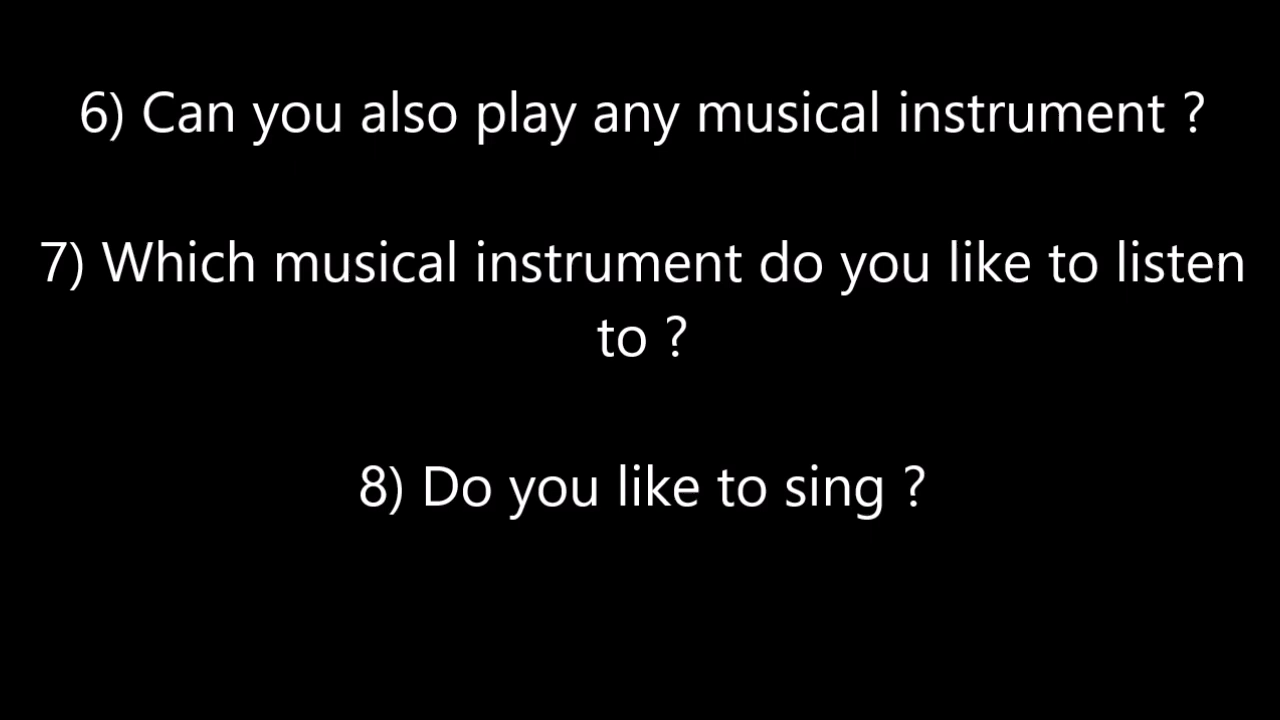 6) Can you also play any musical instrument ?
7) Which musical instrument do you like to listen
to ?
8) Do you like to sing ?